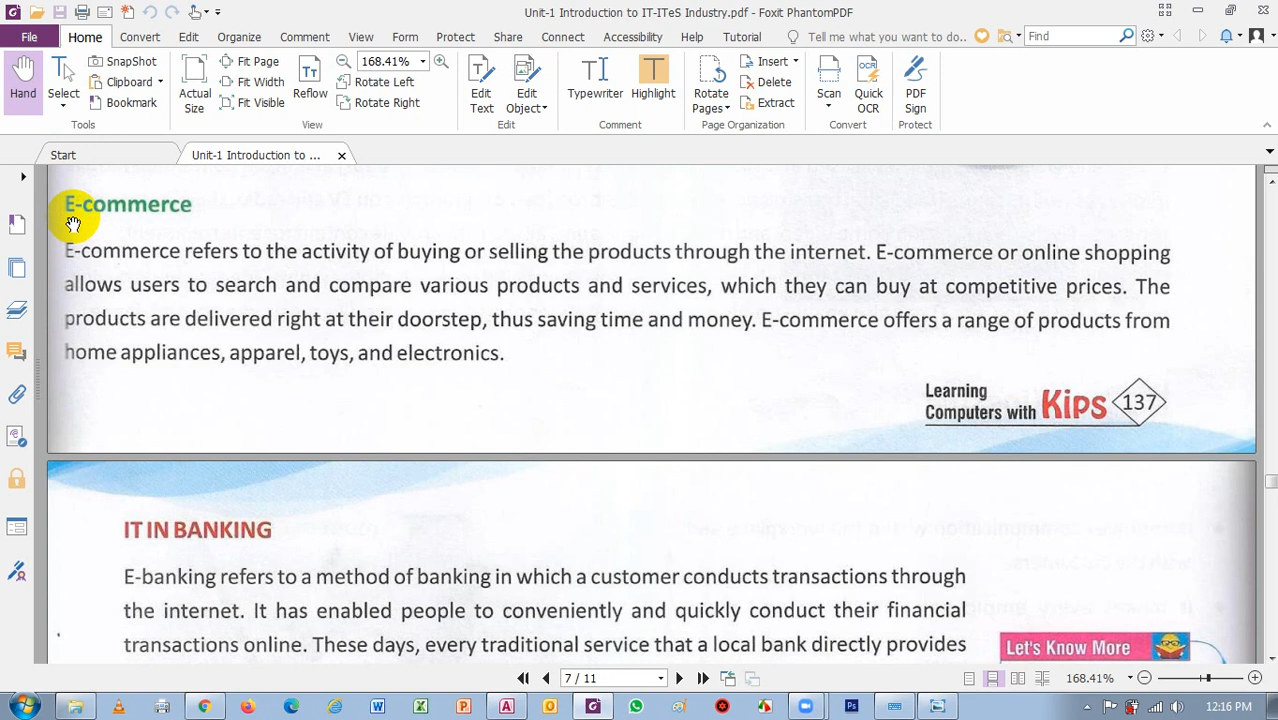 Unit-1 Introduction to IT-ITeS Industry.pdf - Foxit PhantomPDF
File Home Convert Edit Organize Comment View Form Protect Share Connect Accessibility Help Tutorial Tell me what you want to do.. Find
Hand
Select
SnapShot
Clipboard
Bookmark
Actual Size
Fit Page
Fit Width
Fit Visible
Reflow
168.41%
Rotate Left
Rotate Right
Edit Text
Edit Object
Typewriter
Highlight
Rotate Pages
Insert
Delete
Extract
Scan
Quick OCR
PDF Sign
Tools View Edit Comment Page Organization Convert Protect
Start Unit-1 Introduction to ...
E-commerce
E-commerce refers to the activity of buying or selling the products through the internet. E-commerce or online shopping
allows users to search and compare various products and services, which they can buy at competitive prices. The
products are delivered right at their doorstep, thus saving time and money. E-commerce offers a range of products from
home appliances, apparel, toys, and electronics.
Learning
Computers with Kips 137
IT IN BANKING
E-banking refers to a method of banking in which a customer conducts transactions through
the internet. It has enabled people to conveniently and quickly conduct their financial
transactions online. These days, every traditional service that a local bank directly provides
Let's Know More
7 / 11
168.41%
12:16 PM